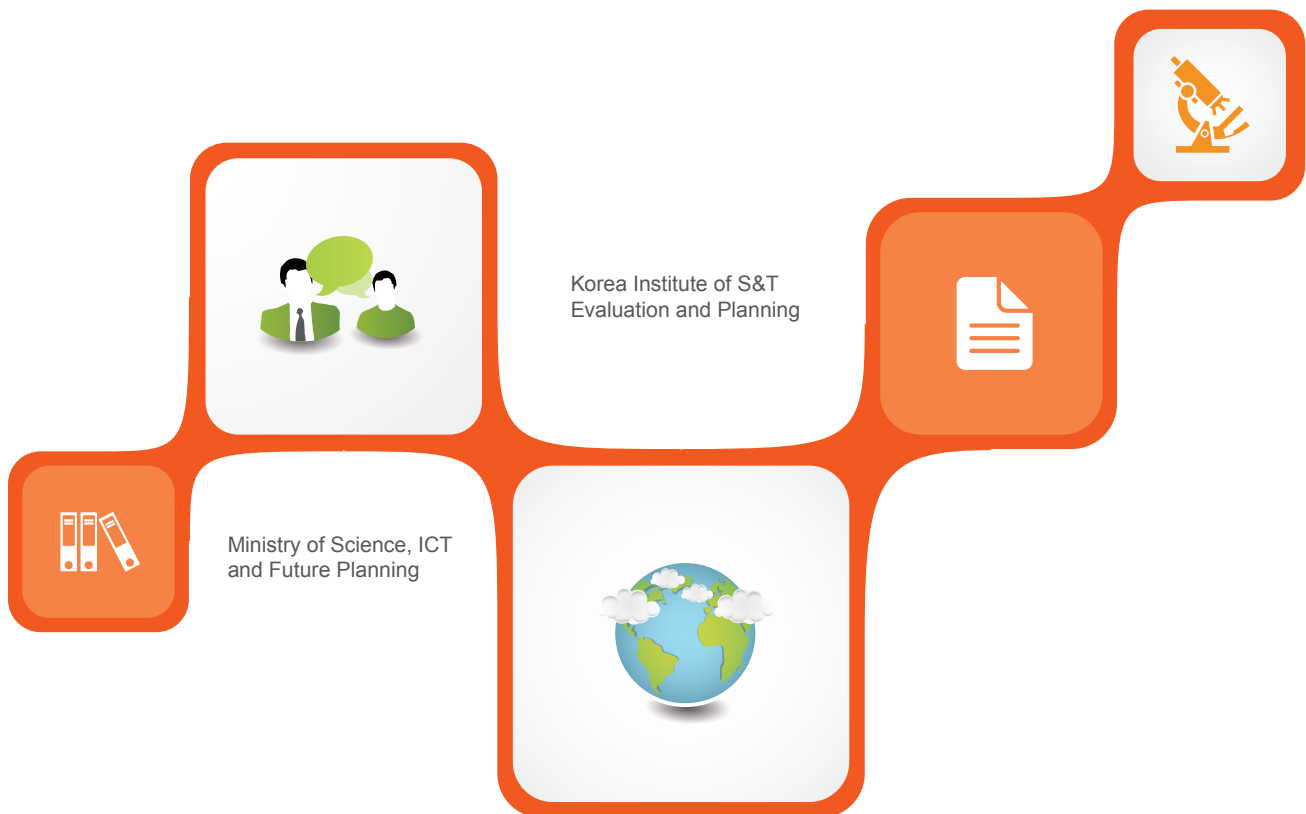 Korea Institute of S&T
Evaluation and Planning
Ministry of Science, ICT
and Future Planning